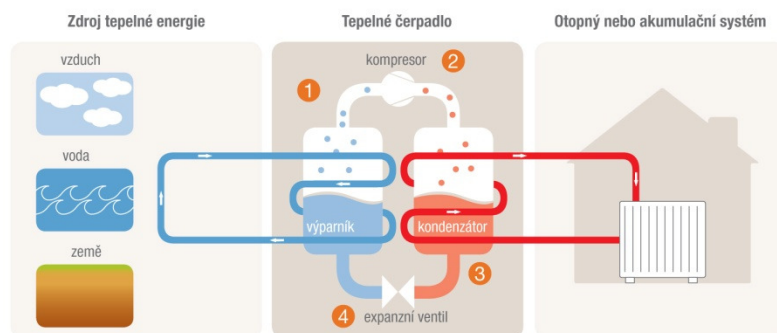 Zdroj tepelné energie
Tepelné čerpadlo
Otopný nebo akumulační systém
vzduch
voda
země
kompresor
1
2
výparník
kondenzátor
3
4
expanzní ventil